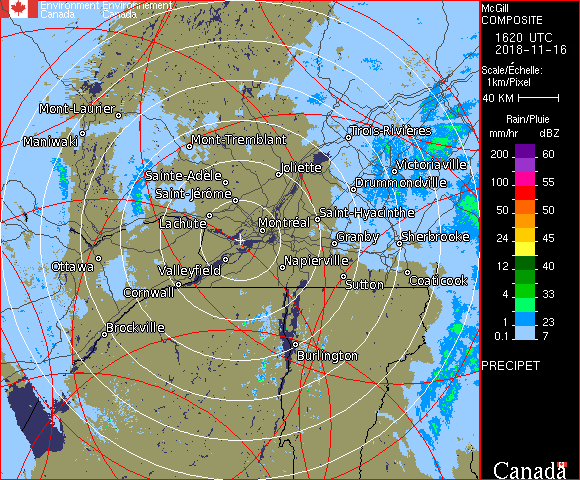 Environment Environnement
Canada Canada
McGill
COMPOSITE
1620 UTC
2018-11-16
Scale/Échelle:
1km/Pixel
40 KM
Rain/Pluie
mm/hr dBZ
200 60
100 55
50 50
24 45
12 40
4 33
1 23
0.1 7
PRECIPET
Canada
Mont-Laurier
Maniwaki
Mont-Tremblant
Trois-Rivières
Sainte-Adèle
Joliette
Victoriaville
Saint-Jérôme
Drummondville
Lachute
Montréal
Saint-Hyacinthe
Granby
Sherbrooke
Ottawa
Valleyfield
Napierville
Cornwall
Sutton
Coaticook
Brockville
Burlington